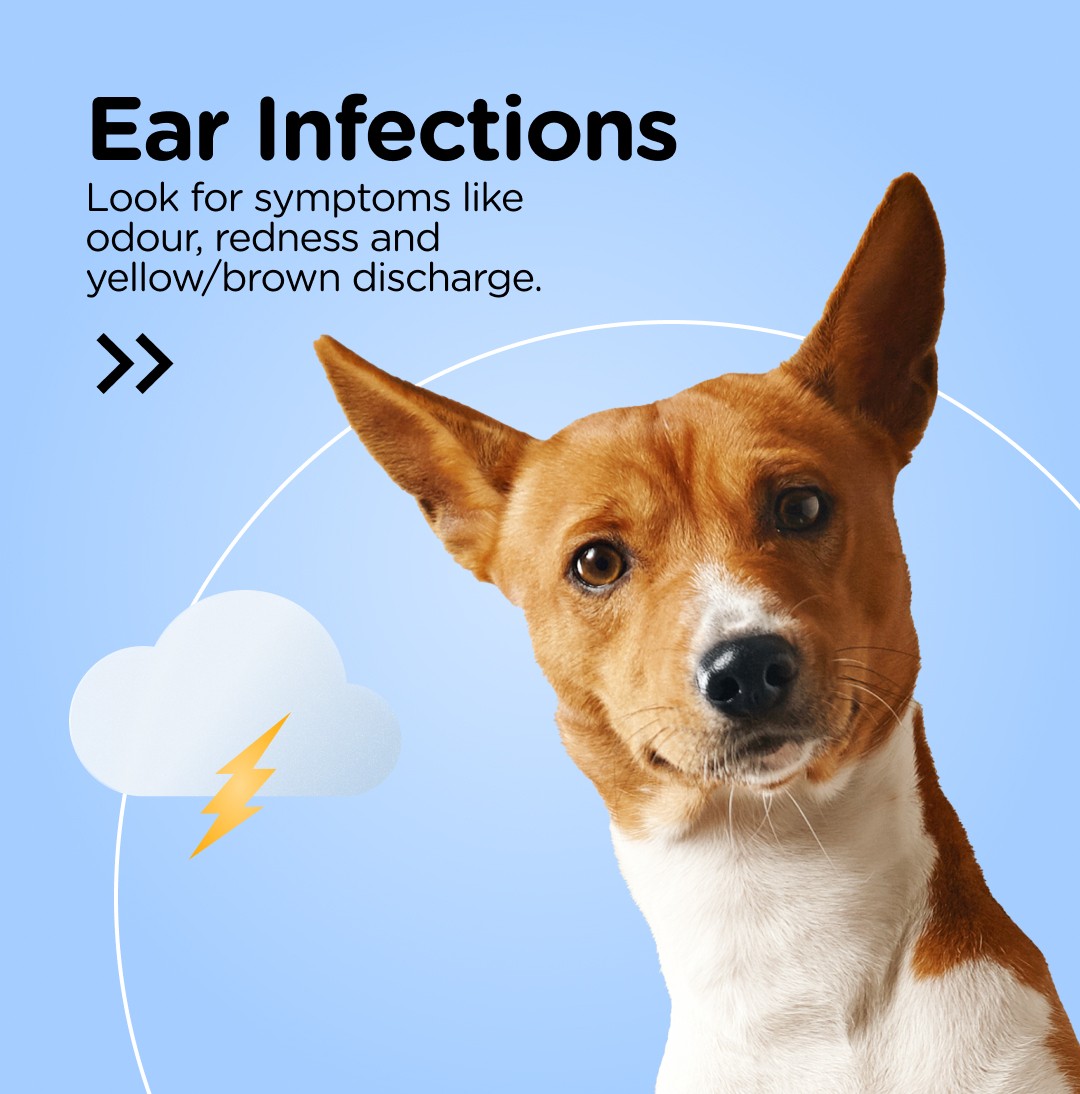 Ear Infections
Look for symptoms like
odour, redness and
yellow/brown discharge.